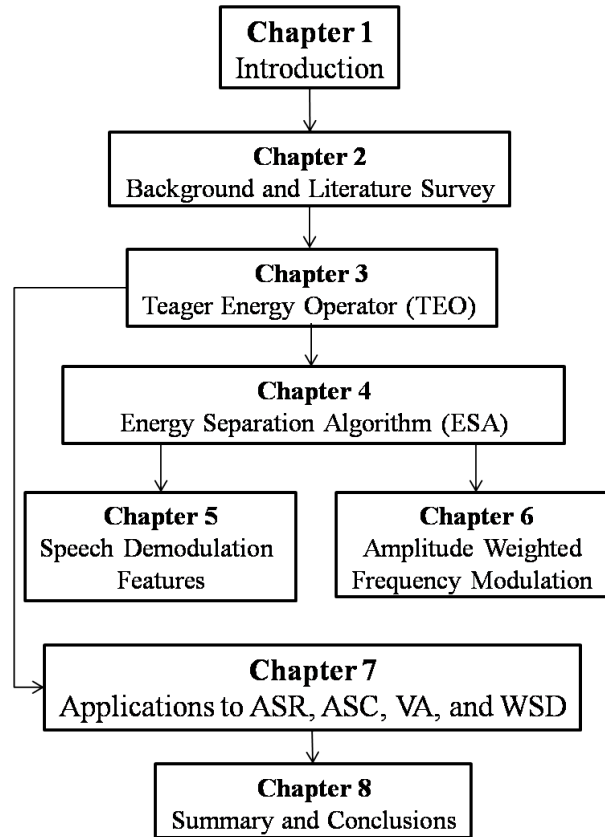 Chapter 1
Introduction
Chapter 2
Background and Literature Survey
Chapter 3
Teager Energy Operator (TEO)
Chapter 4
Energy Separation Algorithm (ESA)
Chapter 5
Speech Demodulation
Features
Chapter 6
Amplitude Weighted
Frequency Modulation
Chapter 7
Applications to ASR, ASC, VA, and WSD
Chapter 8
Summary and Conclusions